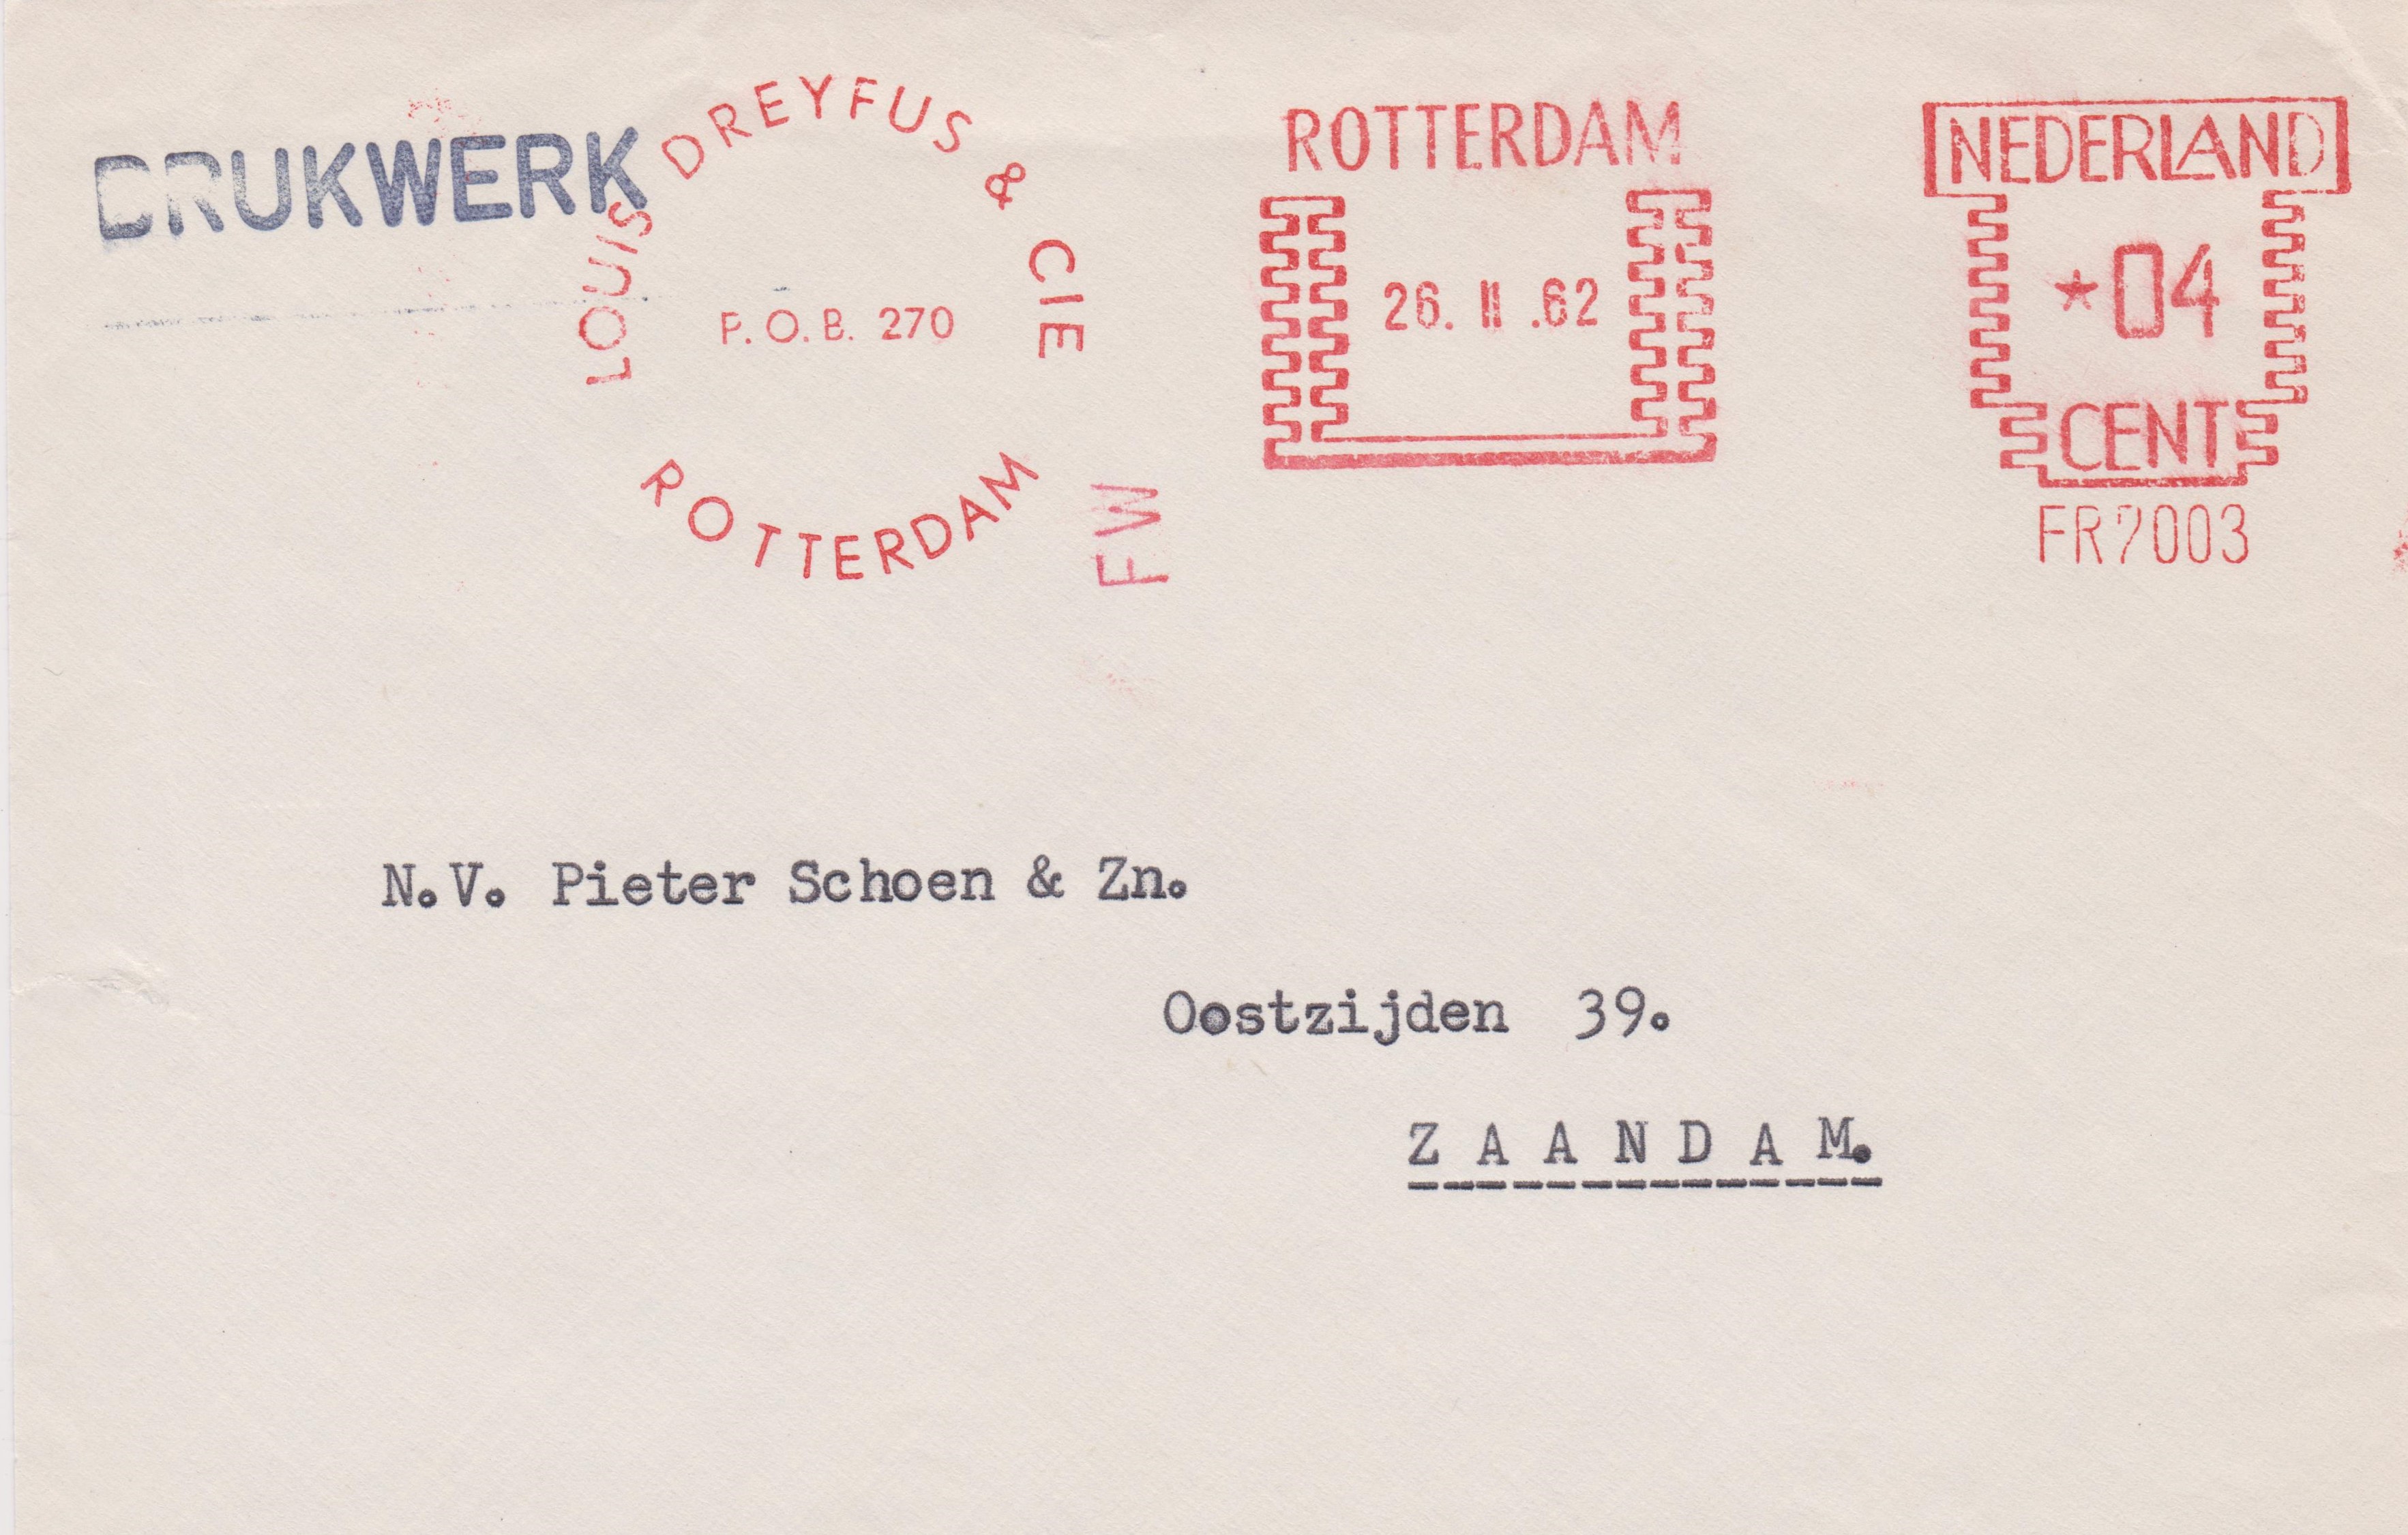 DRUKWERK
LOUIS DREYFUS & CIE
P.O.B. 270
ROTTERDAM
FW
ROTTERDAM
26. II .62
NEDERLAND
*04
CENT
FR7003
N.V. Pieter Schoen & Zn.
Oostzijden 39.
ZAANDAM.